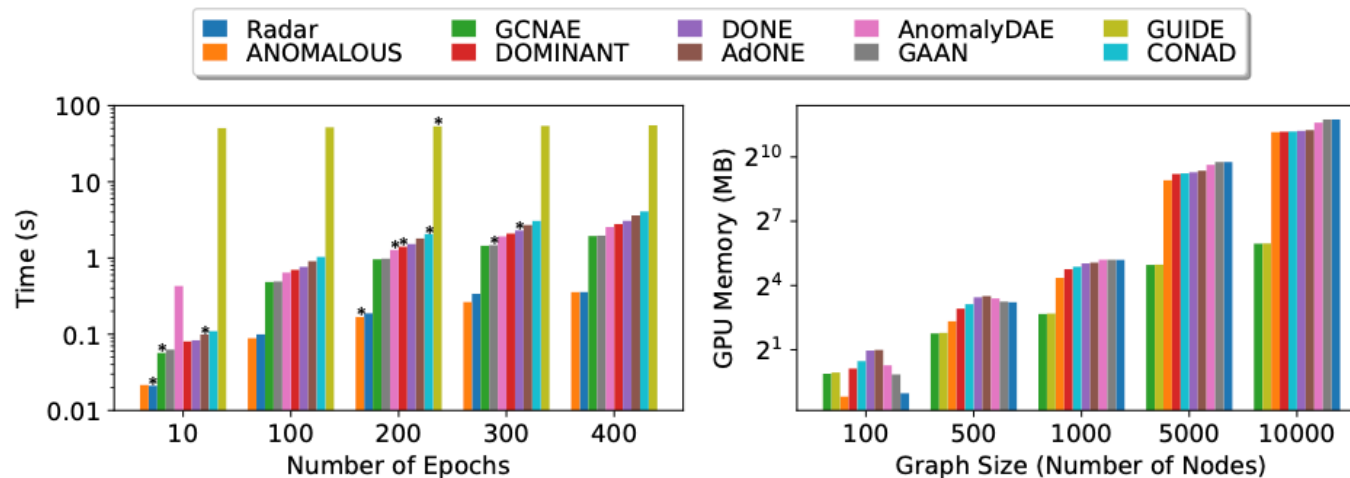 Radar GCNAE DONE AnomalyDAE GUIDE
ANOMALOUS DOMINANT AdONE GAAN CONAD
100
10
1
0.1
0.01
Time (s)
* * * * * * * * * *
10 100 200 300 400
Number of Epochs
2^10
2^7
2^4
2^1
GPU Memory (MB)
100 500 1000 5000 10000
Graph Size (Number of Nodes)